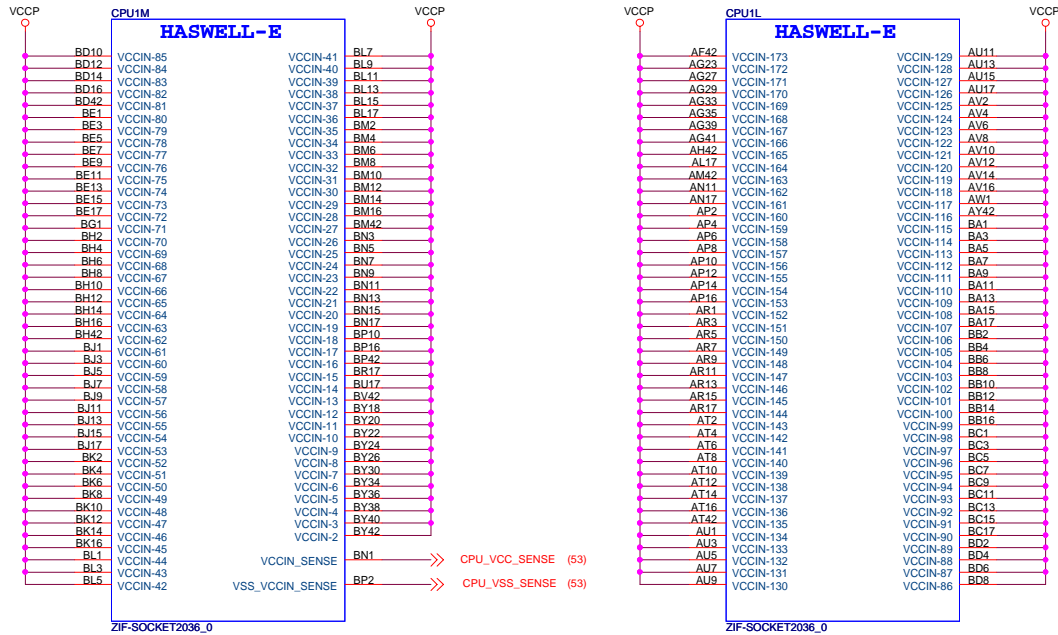 VCCP
CPU1M
VCCP
HASWELL-E
BD10 VCCIN-85 VCCIN-41 BL7
BD12 VCCIN-84 VCCIN-40 BL9
BD14 VCCIN-83 VCCIN-39 BL11
BD16 VCCIN-82 VCCIN-38 BL13
BD42 VCCIN-81 VCCIN-37 BL15
BE1 VCCIN-80 VCCIN-36 BL17
BE3 VCCIN-79 VCCIN-35 BM2
BE5 VCCIN-78 VCCIN-34 BM4
BE7 VCCIN-77 VCCIN-33 BM6
BE9 VCCIN-76 VCCIN-32 BM8
BE11 VCCIN-75 VCCIN-31 BM10
BE13 VCCIN-74 VCCIN-30 BM12
BE15 VCCIN-73 VCCIN-29 BM14
BE17 VCCIN-72 VCCIN-28 BM16
BG1 VCCIN-71 VCCIN-27 BM42
BH2 VCCIN-70 VCCIN-26 BN3
BH4 VCCIN-69 VCCIN-25 BN5
BH6 VCCIN-68 VCCIN-24 BN7
BH8 VCCIN-67 VCCIN-23 BN9
BH10 VCCIN-66 VCCIN-22 BN11
BH12 VCCIN-65 VCCIN-21 BN13
BH14 VCCIN-64 VCCIN-20 BN15
BH16 VCCIN-63 VCCIN-19 BN17
BH42 VCCIN-62 VCCIN-18 BP10
BJ1 VCCIN-61 VCCIN-17 BP16
BJ3 VCCIN-60 VCCIN-16 BP42
BJ5 VCCIN-59 VCCIN-15 BR17
BJ7 VCCIN-58 VCCIN-14 BU17
BJ9 VCCIN-57 VCCIN-13 BV42
BJ11 VCCIN-56 VCCIN-12 BY18
BJ13 VCCIN-55 VCCIN-11 BY20
BJ15 VCCIN-54 VCCIN-10 BY22
BJ17 VCCIN-53 VCCIN-9 BY24
BK2 VCCIN-52 VCCIN-8 BY26
BK4 VCCIN-51 VCCIN-7 BY30
BK6 VCCIN-50 VCCIN-6 BY34
BK8 VCCIN-49 VCCIN-5 BY36
BK10 VCCIN-48 VCCIN-4 BY38
BK12 VCCIN-47 VCCIN-3 BY40
BK14 VCCIN-46 VCCIN-2 BY42
BK16 VCCIN-45
BL1 VCCIN-44 VCCIN_SENSE BN1 CPU_VCC_SENSE (53)
BL3 VCCIN-43
BL5 VCCIN-42 VSS_VCCIN_SENSE BP2 CPU_VSS_SENSE (53)
ZIF-SOCKET2036_0
VCCP
CPU1L
VCCP
HASWELL-E
AF42 VCCIN-173 VCCIN-129 AU11
AG23 VCCIN-172 VCCIN-128 AU13
AG27 VCCIN-171 VCCIN-127 AU15
AG29 VCCIN-170 VCCIN-126 AU17
AG33 VCCIN-169 VCCIN-125 AV2
AG35 VCCIN-168 VCCIN-124 AV4
AG39 VCCIN-167 VCCIN-123 AV6
AG41 VCCIN-166 VCCIN-122 AV8
AH42 VCCIN-165 VCCIN-121 AV10
AL17 VCCIN-164 VCCIN-120 AV12
AM42 VCCIN-163 VCCIN-119 AV14
AN11 VCCIN-162 VCCIN-118 AV16
AN17 VCCIN-161 VCCIN-117 AW1
AP2 VCCIN-160 VCCIN-116 AY42
AP4 VCCIN-159 VCCIN-115 BA1
AP6 VCCIN-158 VCCIN-114 BA3
AP8 VCCIN-157 VCCIN-113 BA5
AP10 VCCIN-156 VCCIN-112 BA7
AP12 VCCIN-155 VCCIN-111 BA9
AP14 VCCIN-154 VCCIN-110 BA11
AP16 VCCIN-153 VCCIN-109 BA13
AR1 VCCIN-152 VCCIN-108 BA15
AR3 VCCIN-151 VCCIN-107 BA17
AR5 VCCIN-150 VCCIN-106 BB2
AR7 VCCIN-149 VCCIN-105 BB4
AR9 VCCIN-148 VCCIN-104 BB6
AR11 VCCIN-147 VCCIN-103 BB8
AR13 VCCIN-146 VCCIN-102 BB10
AR15 VCCIN-145 VCCIN-101 BB12
AR17 VCCIN-144 VCCIN-100 BB14
AT2 VCCIN-143 VCCIN-99 BB16
AT4 VCCIN-142 VCCIN-98 BC1
AT6 VCCIN-141 VCCIN-97 BC3
AT8 VCCIN-140 VCCIN-96 BC5
AT10 VCCIN-139 VCCIN-95 BC7
AT12 VCCIN-138 VCCIN-94 BC9
AT14 VCCIN-137 VCCIN-93 BC11
AT16 VCCIN-136 VCCIN-92 BC13
AT42 VCCIN-135 VCCIN-91 BC15
AU1 VCCIN-134 VCCIN-90 BC17
AU3 VCCIN-133 VCCIN-89 BD2
AU5 VCCIN-132 VCCIN-88 BD4
AU7 VCCIN-131 VCCIN-87 BD6
AU9 VCCIN-130 VCCIN-86 BD8
ZIF-SOCKET2036_0